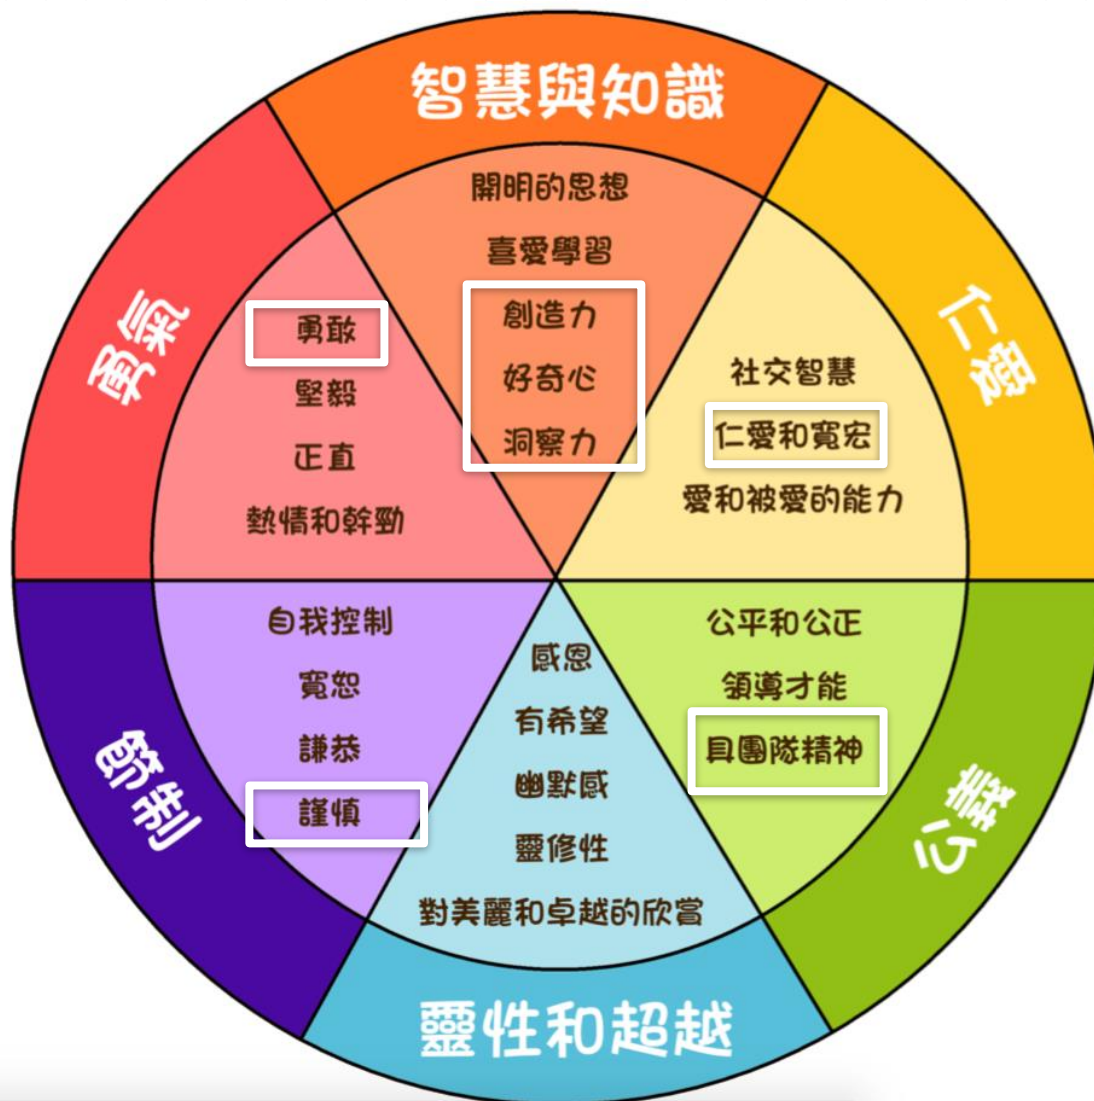 智慧與知識
開明的思想
喜愛學習
創造力
好奇心
洞察力
仁愛
社交智慧
仁愛和寬宏
愛和被愛的能力
公義
公平和公正
領導才能
具團隊精神
靈性和超越
感恩
有希望
幽默感
靈修性
對美麗和卓越的欣賞
節制
自我控制
寬恕
謙恭
謹慎
勇氣
勇敢
堅毅
正直
熱情和幹勁